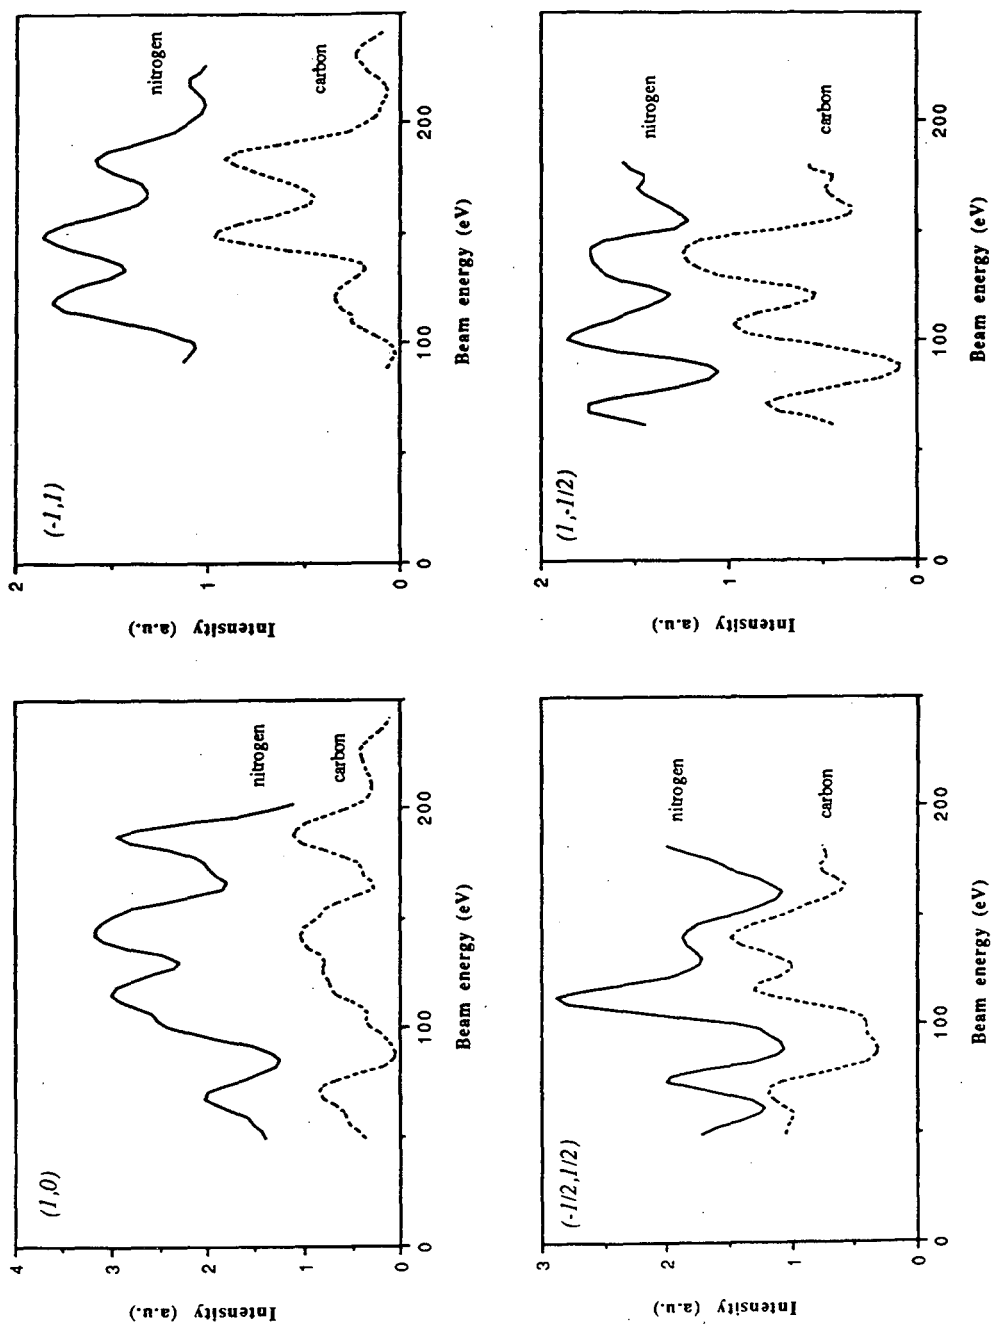 (1,0)
4
3
2
1
0
Intensity (a.u.)
nitrogen
carbon
0
100
200
Beam energy (eV)
(-1,1)
2
1
0
Intensity (a.u.)
nitrogen
carbon
0
100
200
Beam energy (eV)
(-1/2,1/2)
3
2
1
0
Intensity (a.u.)
nitrogen
carbon
0
100
200
Beam energy (eV)
(1,-1/2)
2
1
0
Intensity (a.u.)
nitrogen
carbon
0
100
200
Beam energy (eV)